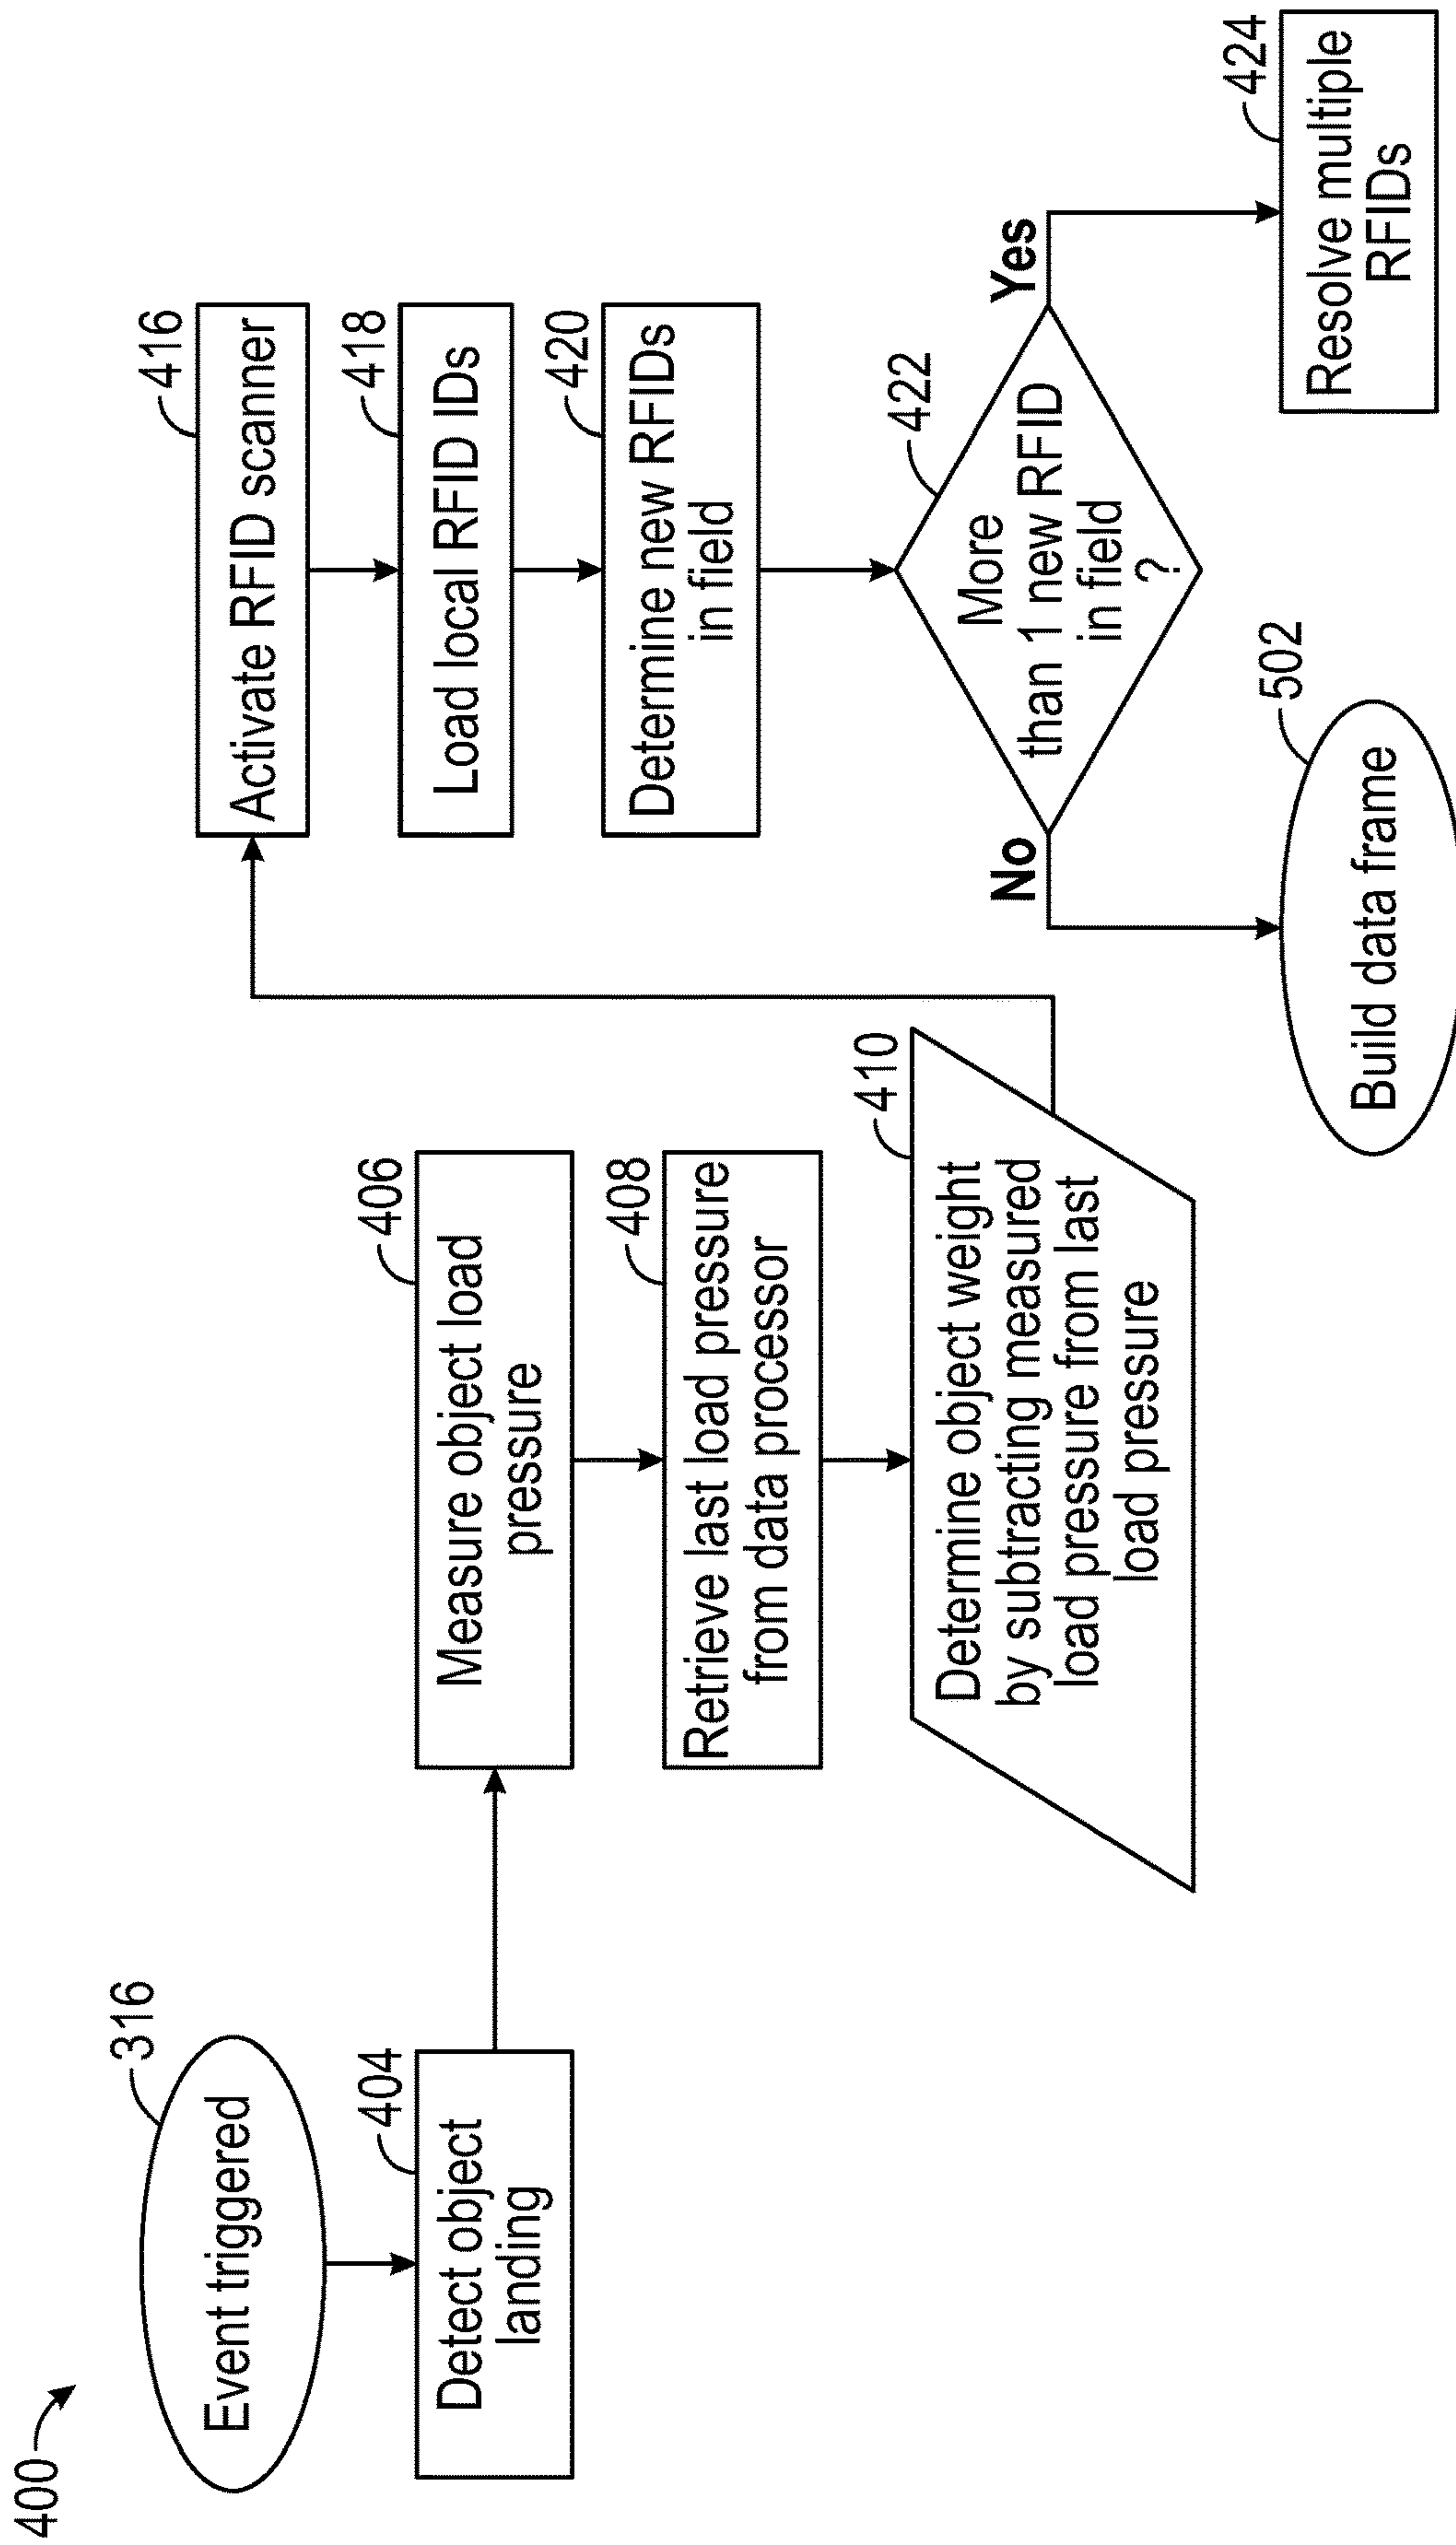 400
316
Event triggered
404
Detect object
landing
406
Measure object load
pressure
408
Retrieve last load pressure
from data processor
410
Determine object weight
by subtracting measured
load pressure from last
load pressure
416
Activate RFID scanner
418
Load local RFID IDs
420
Determine new RFIDs
in field
422
More
than 1 new RFID
in field
?
No
Yes
502
Build data frame
424
Resolve multiple
RFIDs